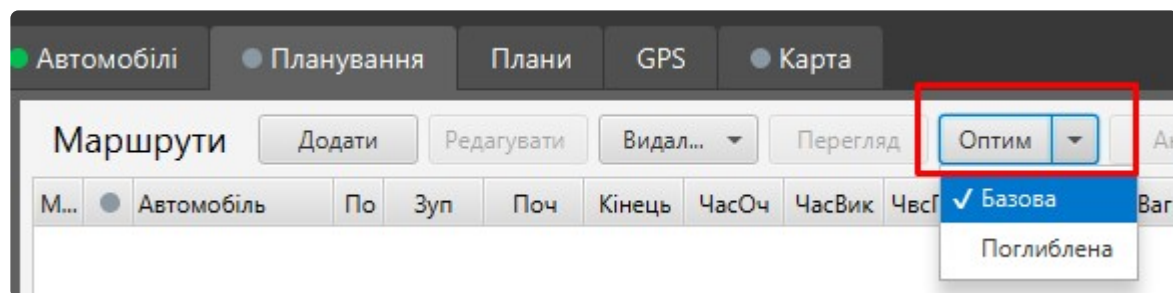 Автомобілі Планування Плани GPS Карта
Маршрути Додати Редагувати Видал... Перегляд Оптим
М... Автомобіль По Зуп Поч Кінець ЧасОч ЧасВик
Базова
Поглиблена